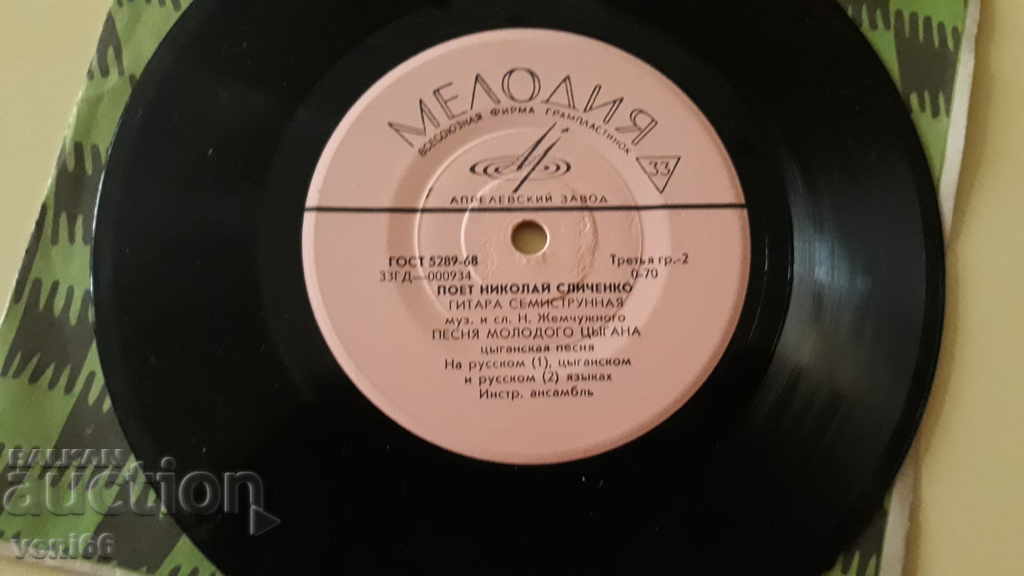 МЕЛОДИЯ
ВСЕСОЮЗНАЯ ФИРМА ГРАМПЛАСТИНОК
33
АПРЕЛЕВСКИЙ ЗАВОД
ГОСТ 5289-68 Третья гр.-2
33ГД—000934 0-70
ПОЕТ НИКОЛАЙ СЛИЧЕНКО
ГИТАРА СЕМИСТРУННАЯ
муз. и сл. Н. Жемчужного
ПЕСНЯ МОЛОДОГО ЦЫГАНА
цыганская песня
На русском (1), цыганском
и русском (2) языках
Инстр. ансамбль
BALKAN
auction
veni66